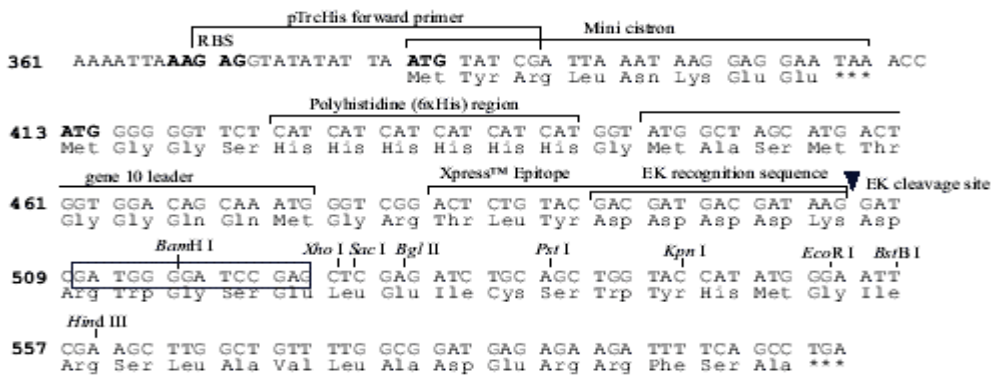 pTrcHis forward primer
RBS Mini cistron
361 AAAATTAAAG AGGTATATAT TA ATG TAT CGA TTA AAT AAG GAG GAA TAA ACC
Met Tyr Arg Leu Asn Lys Glu Glu ***
Polyhistidine (6xHis) region
413 ATG GGG GGT TCT CAT CAT CAT CAT CAT CAT GGT ATG GCT AGC ATG ACT
Met Gly Gly Ser His His His His His His Gly Met Ala Ser Met Thr
gene 10 leader Xpress™ Epitope EK recognition sequence EK cleavage site
461 GGT GGA CAG CAA ATG GGT CGG ACT CTG TAC GAC GAT GAC GAT AAG GAT
Gly Gly Gln Gln Met Gly Arg Thr Leu Tyr Asp Asp Asp Asp Lys Asp
BamH I Xho I Sac I Bgl II Pst I Kpn I EcoR I BstB I
509 CGA TGG GGA TCC GAG CTC GAG ATC TGC AGC TGG TAC CAT ATG GGA ATT
Arg Trp Gly Ser Glu Leu Glu Ile Cys Ser Trp Tyr His Met Gly Ile
Hind III
557 CGA AGC TTG GCT GTT TTG GCG GAT GAG AGA AGA TTT TCA GCC TGA
Arg Ser Leu Ala Val Leu Ala Asp Glu Arg Arg Phe Ser Ala ***